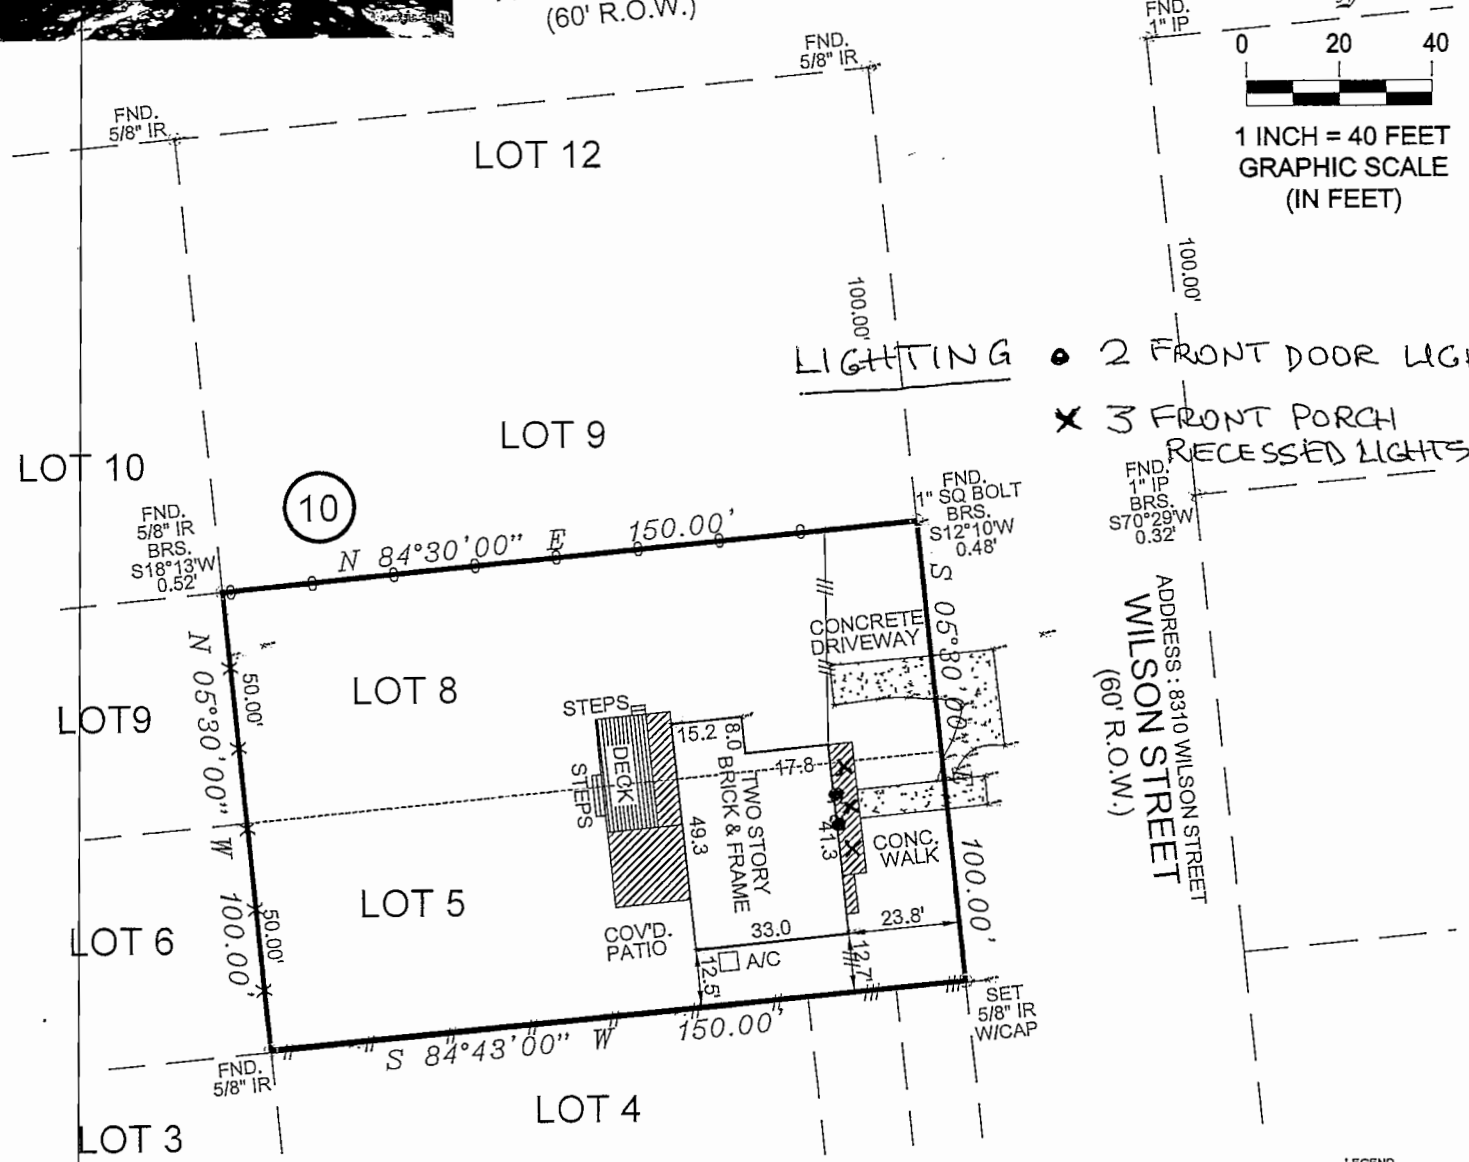 (60' R.O.W.)
FND.
1" IP
0 20 40
1 INCH = 40 FEET
GRAPHIC SCALE
(IN FEET)
FND.
5/8" IR
FND.
5/8" IR
LOT 12
100.00'
100.00'
LIGHTING
2 FRONT DOOR
X 3 FRONT PORCH
RECESSED LIGHTS
LOT 9
LOT 10
10
FND.
5/8" IR
BRS.
S18°13'W
0.52'
N 84°30'00" E 150.00'
FND.
1" SQ BOLT
BRS.
S12°10'W
0.48'
FND.
1" IP
BRS.
S70°29'W
0.32'
ADDRESS : 8310 WILSON STREET
WILSON STREET
(60' R.O.W.)
N 05°30'00" W 100.00'
50.00'
50.00'
S 05°30'00" E 100.00'
CONCRETE
DRIVEWAY
LOT 8
LOT9
STEPS
DECK
STEPS
15.2
8.0
17.8
TWO STORY
BRICK & FRAME
49.3
41.3
CONC.
WALK
LOT 5
LOT 6
COV'D.
PATIO
33.0
23.8'
A/C
12.5'
12.7'
SET
5/8" IR
W/CAP
S 84°43'00" W 150.00'
FND.
5/8" IR
LOT 4
LOT 3